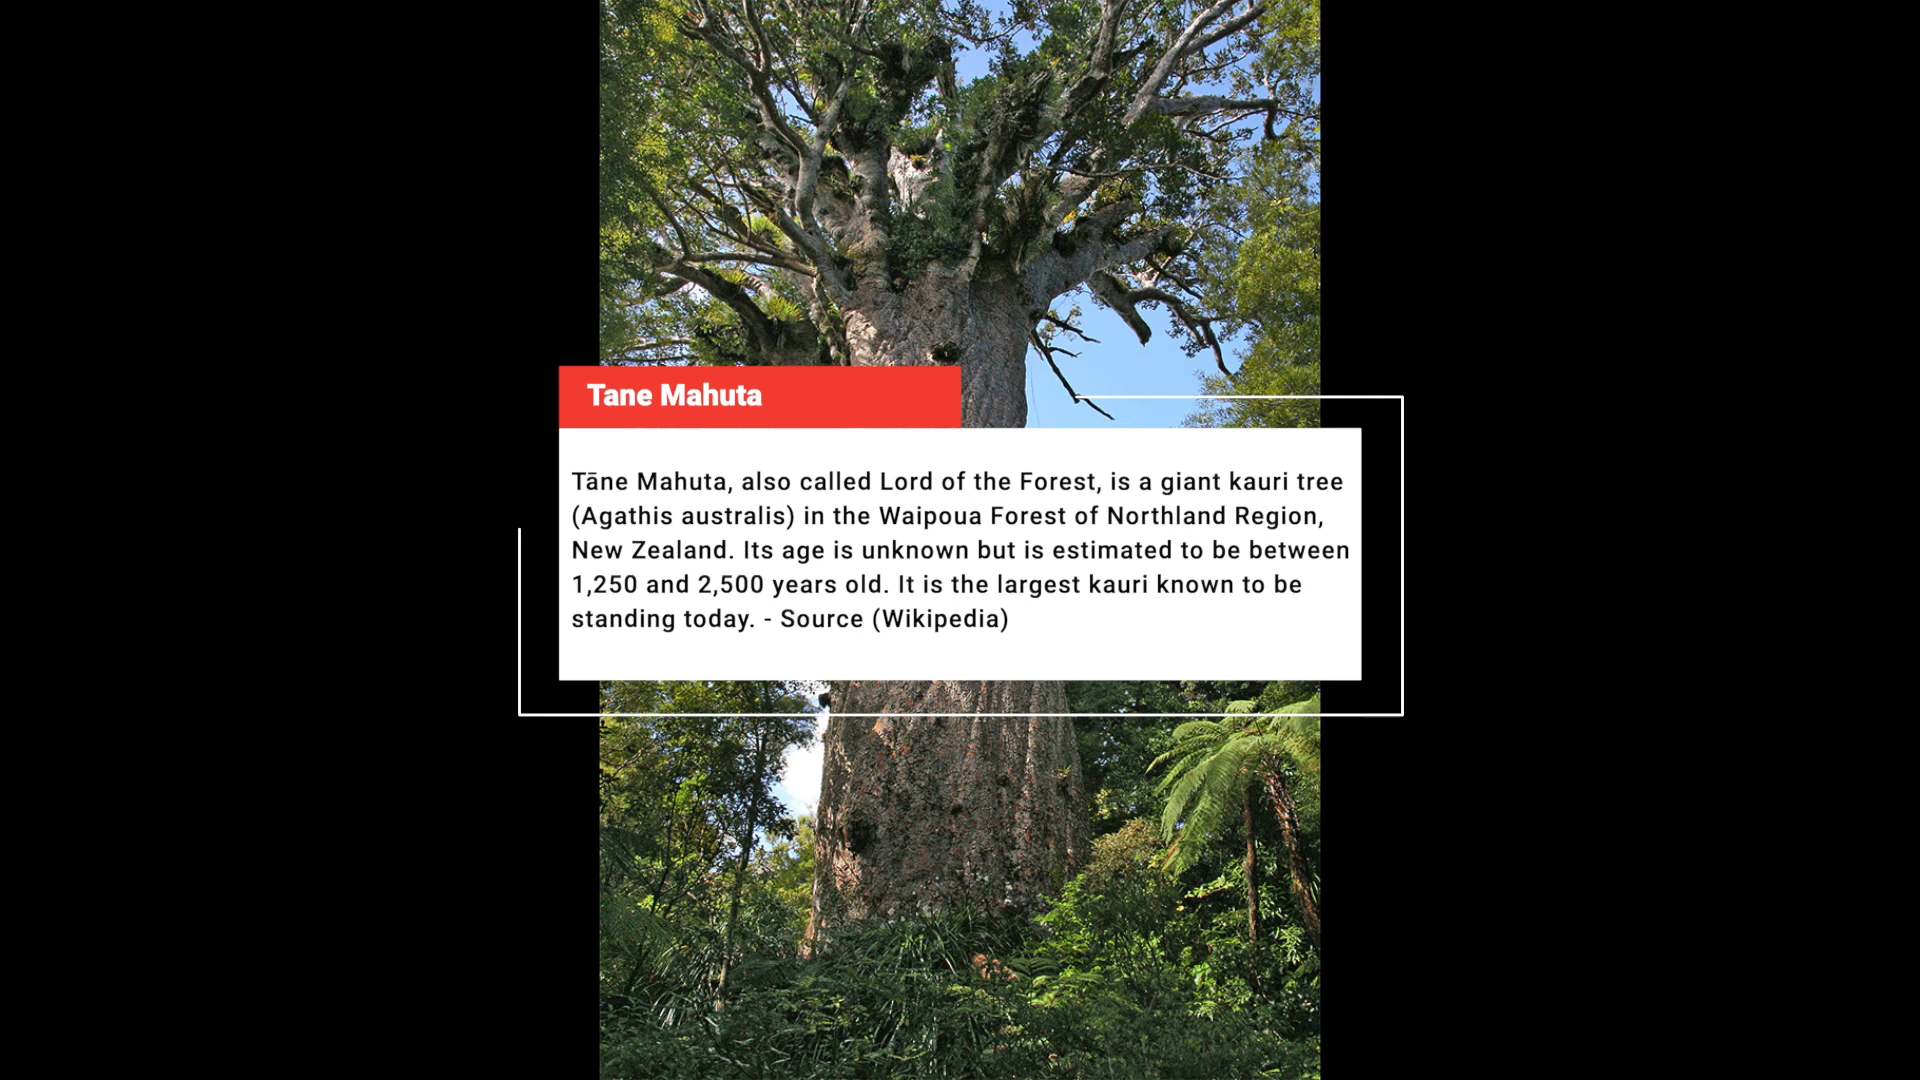 Tane Mahuta
Tāne Mahuta, also called Lord of the Forest, is a giant kauri tree
(Agathis australis) in the Waipoua Forest of Northland Region,
New Zealand. Its age is unknown but is estimated to be between
1,250 and 2,500 years old. It is the largest kauri known to be
standing today. - Source (Wikipedia)